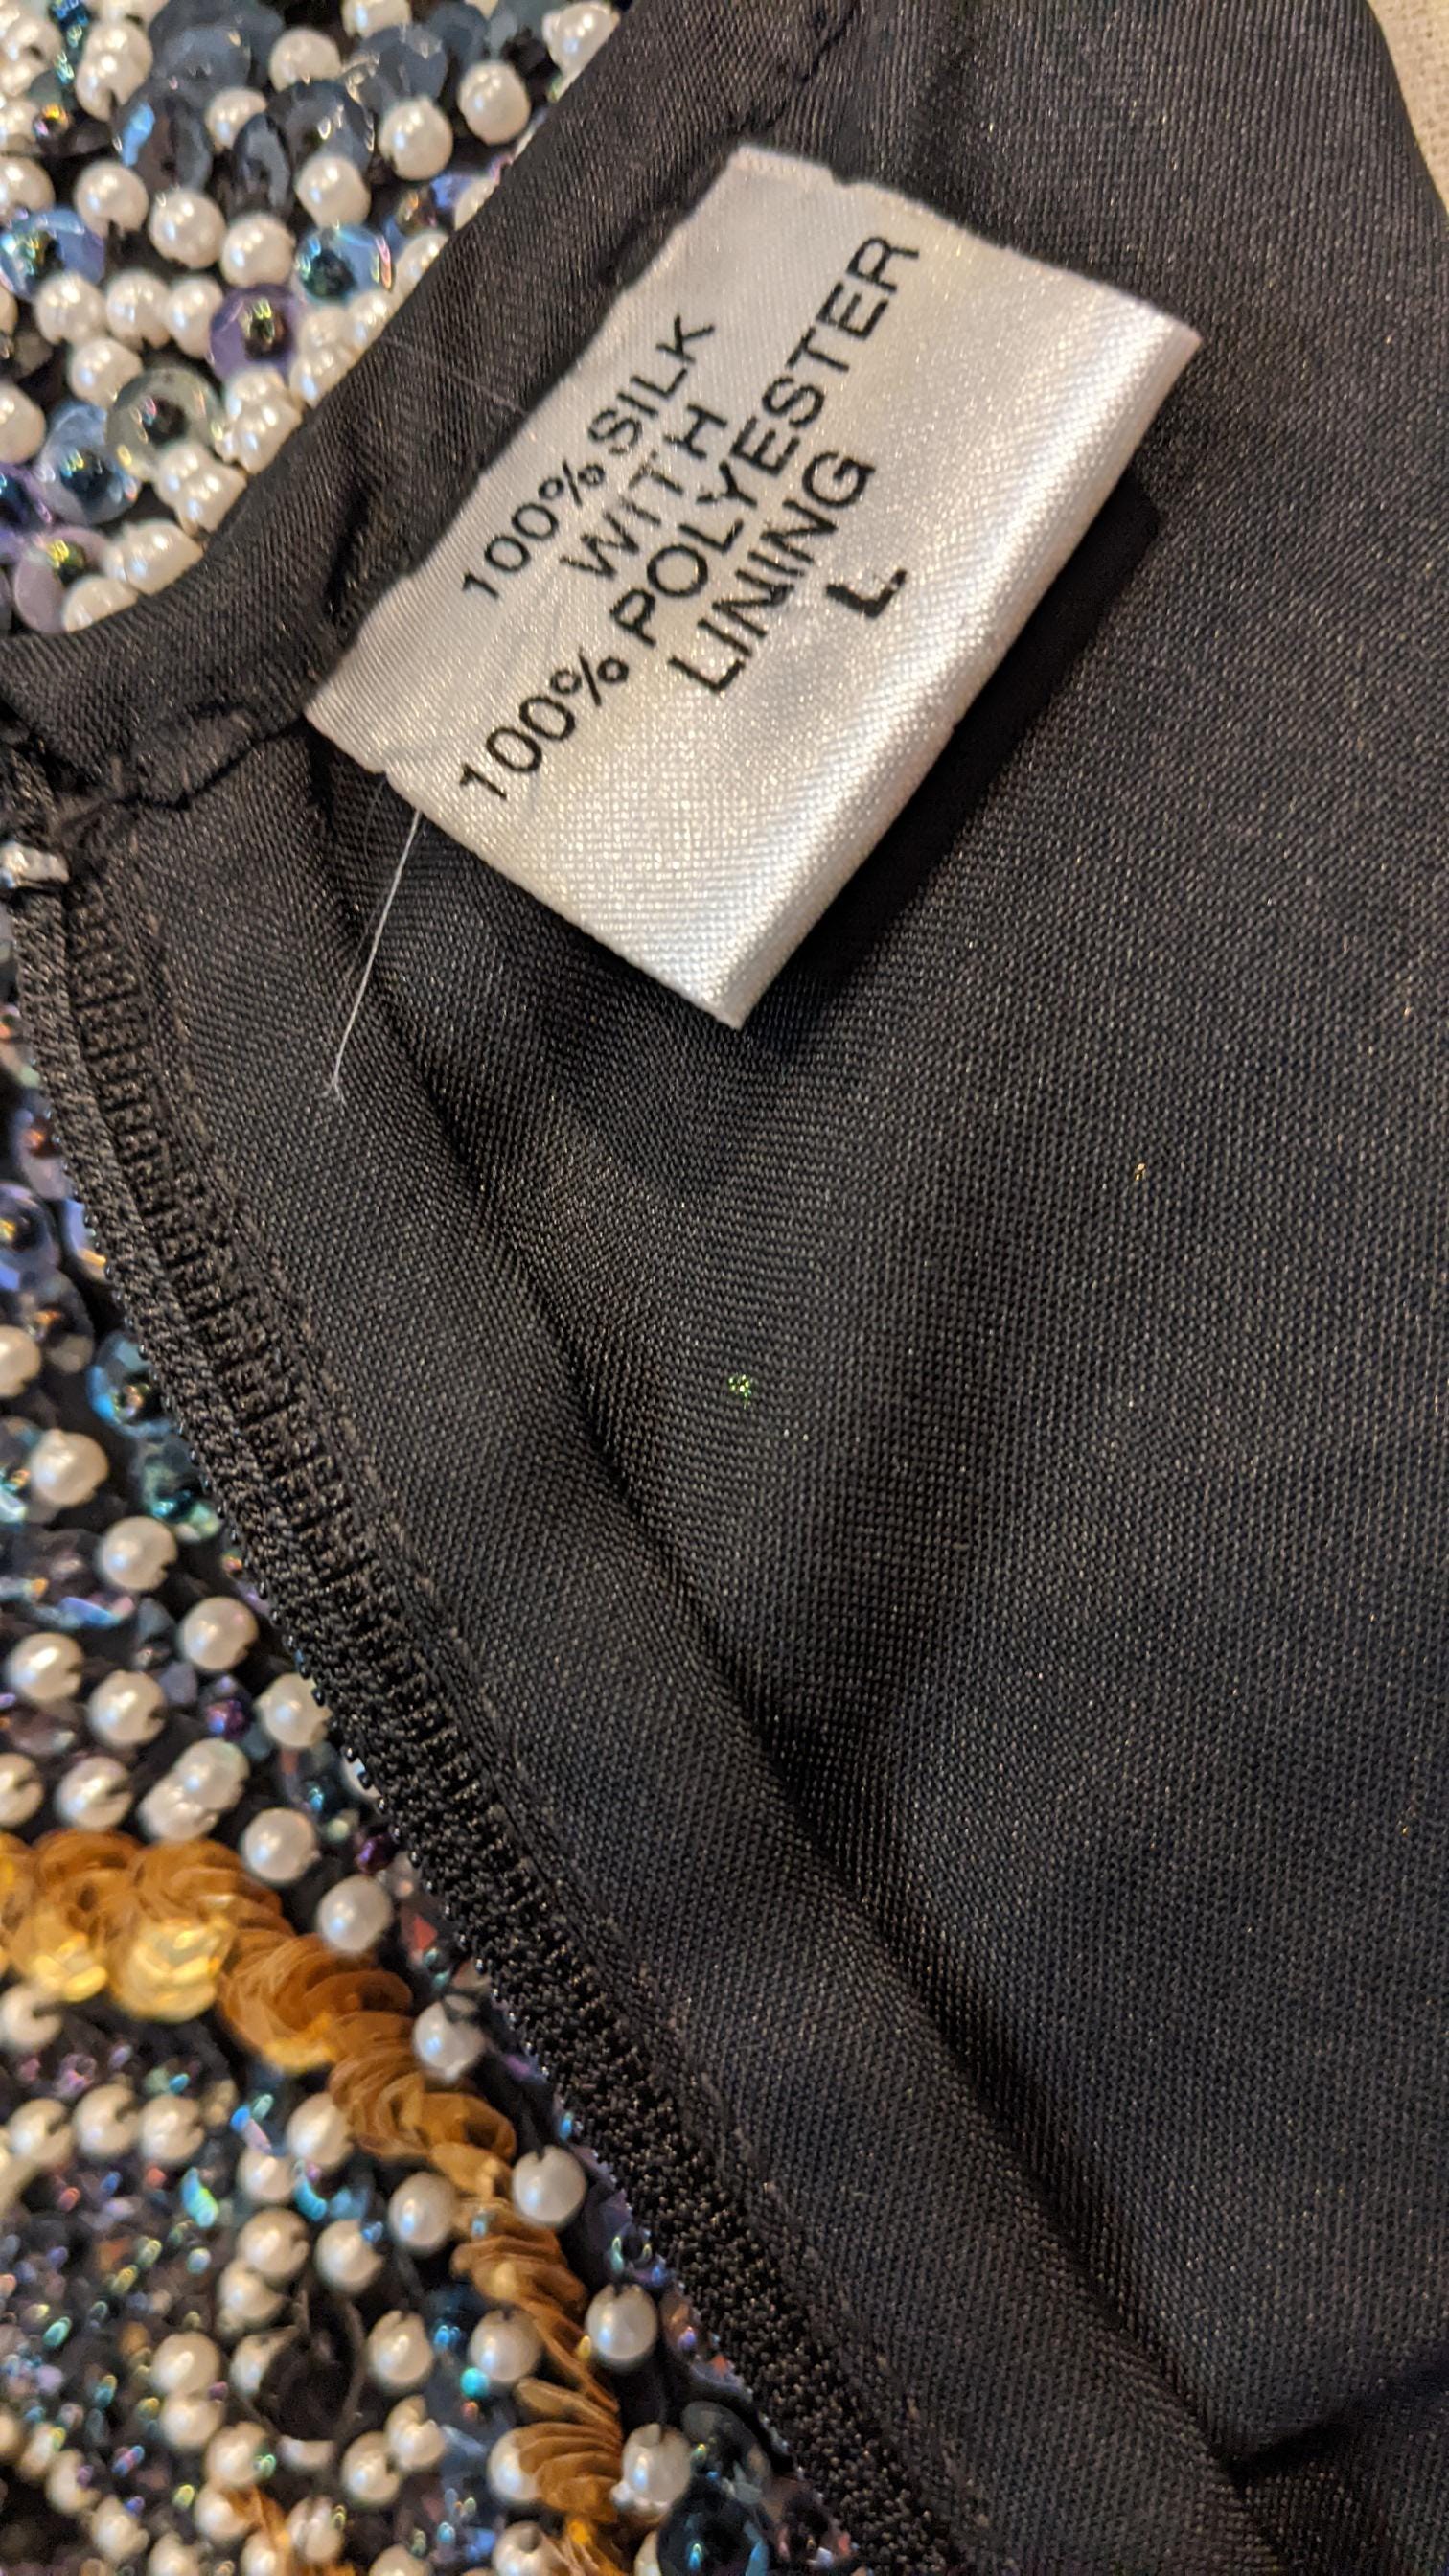 100% SILK
WITH
100% POLYESTER
LINING
L